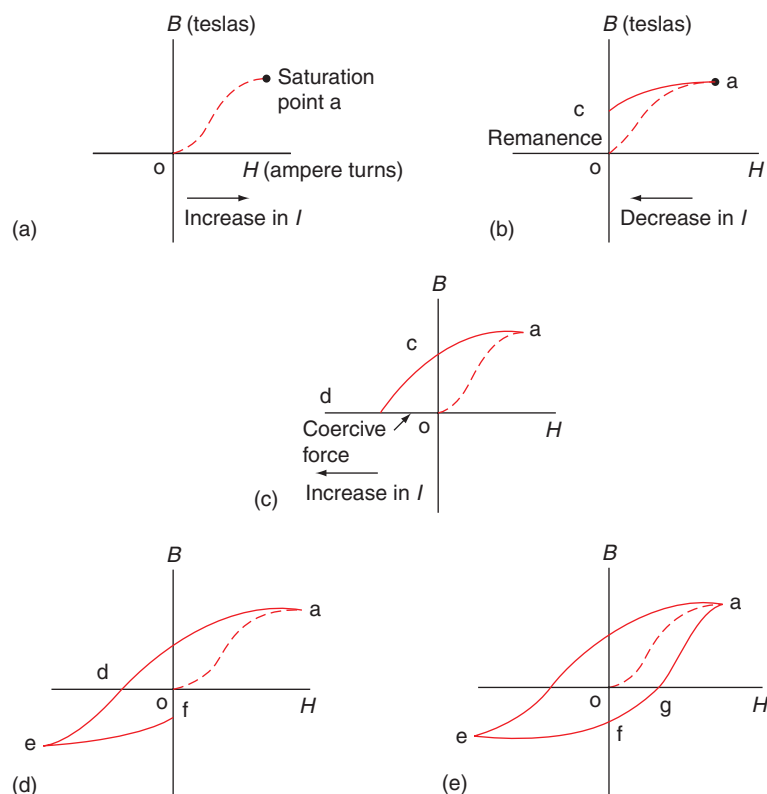 B (teslas)
Saturation
point a
o
H (ampere turns)
Increase in I
(a)
B (teslas)
a
c
Remanence
o
H
Decrease in I
(b)
B
a
c
d
o
H
Coercive
force
Increase in I
(c)
B
a
d
o
f
H
e
(d)
B
a
o
g
H
f
e
(e)